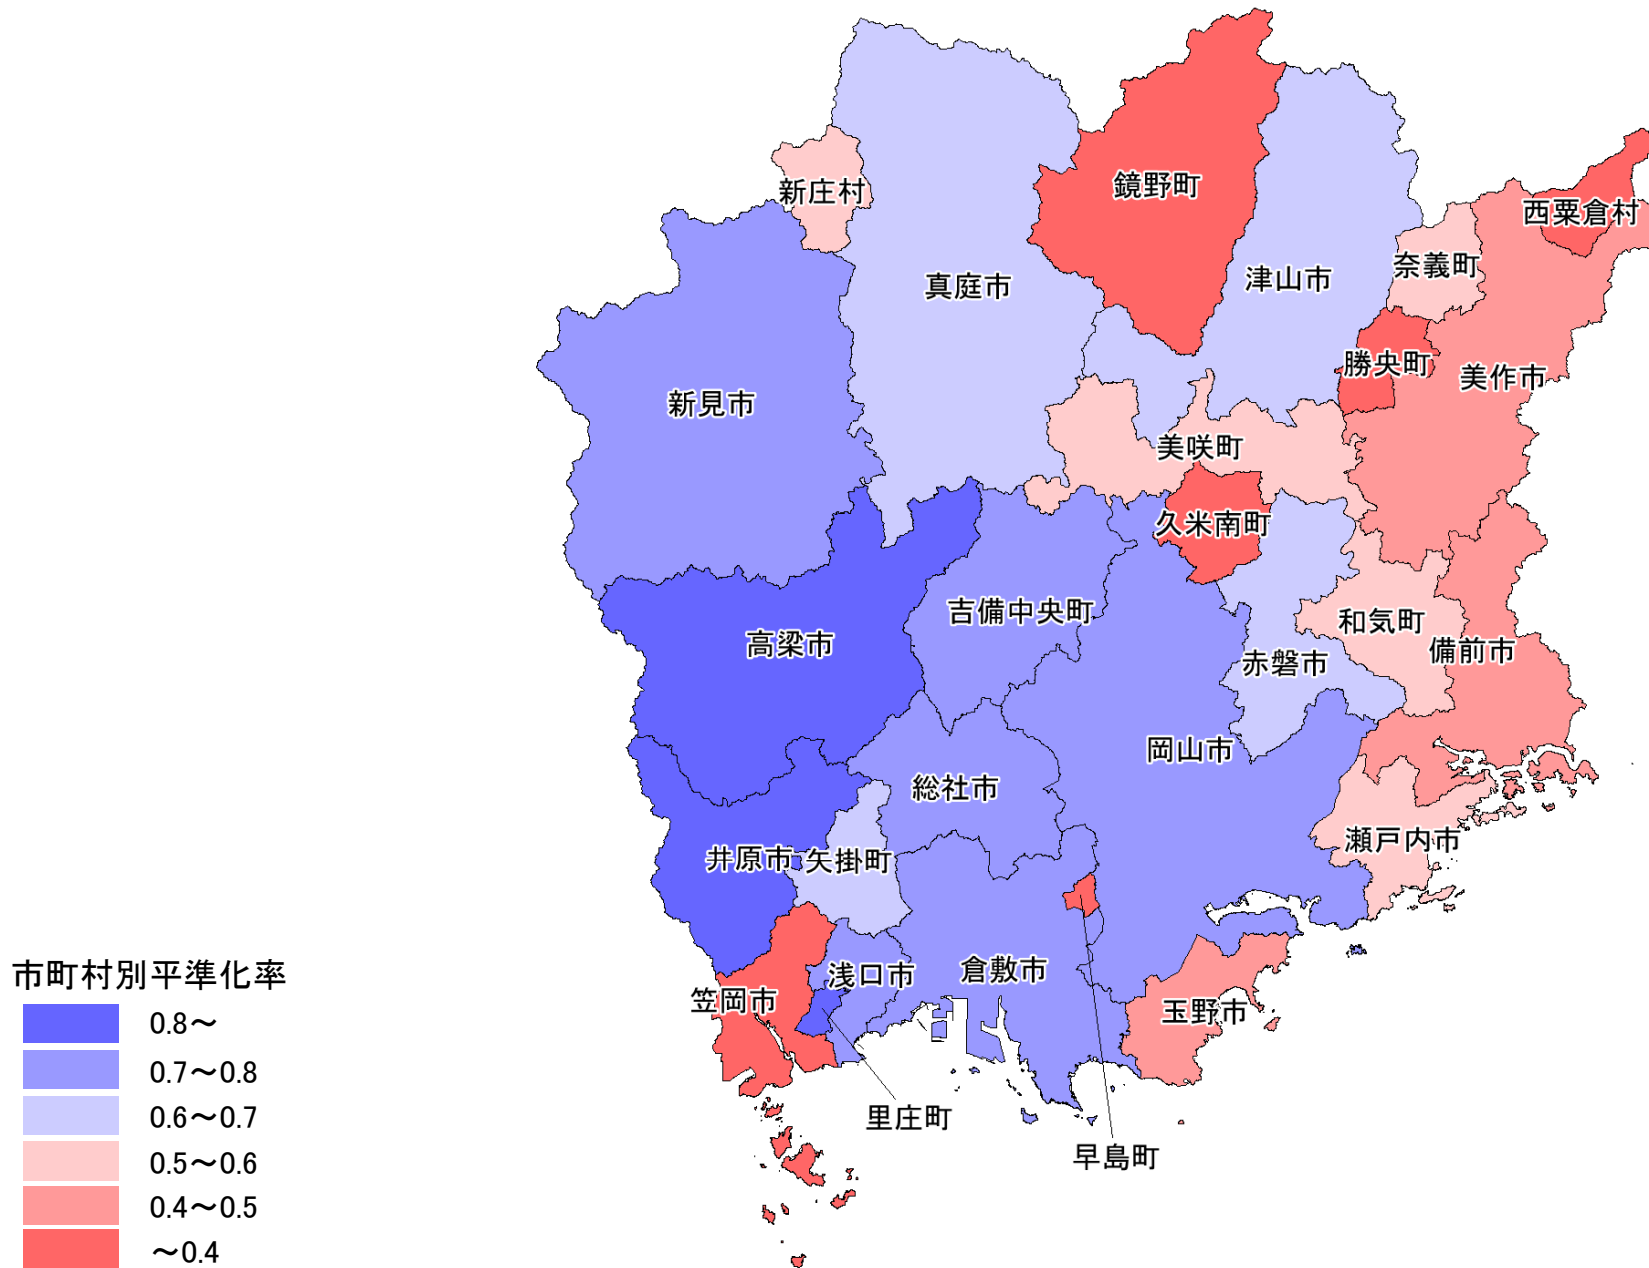 新庄村
鏡野町
西粟倉村
奈義町
津山市
真庭市
勝央町
美作市
新見市
美咲町
久米南町
吉備中央町
和気町
高梁市
備前市
赤磐市
岡山市
総社市
瀬戸内市
井原市
矢掛町
倉敷市
浅口市
笠岡市
玉野市
里庄町
早島町
市町村別平準化率
0.8～
0.7～0.8
0.6～0.7
0.5～0.6
0.4～0.5
～0.4